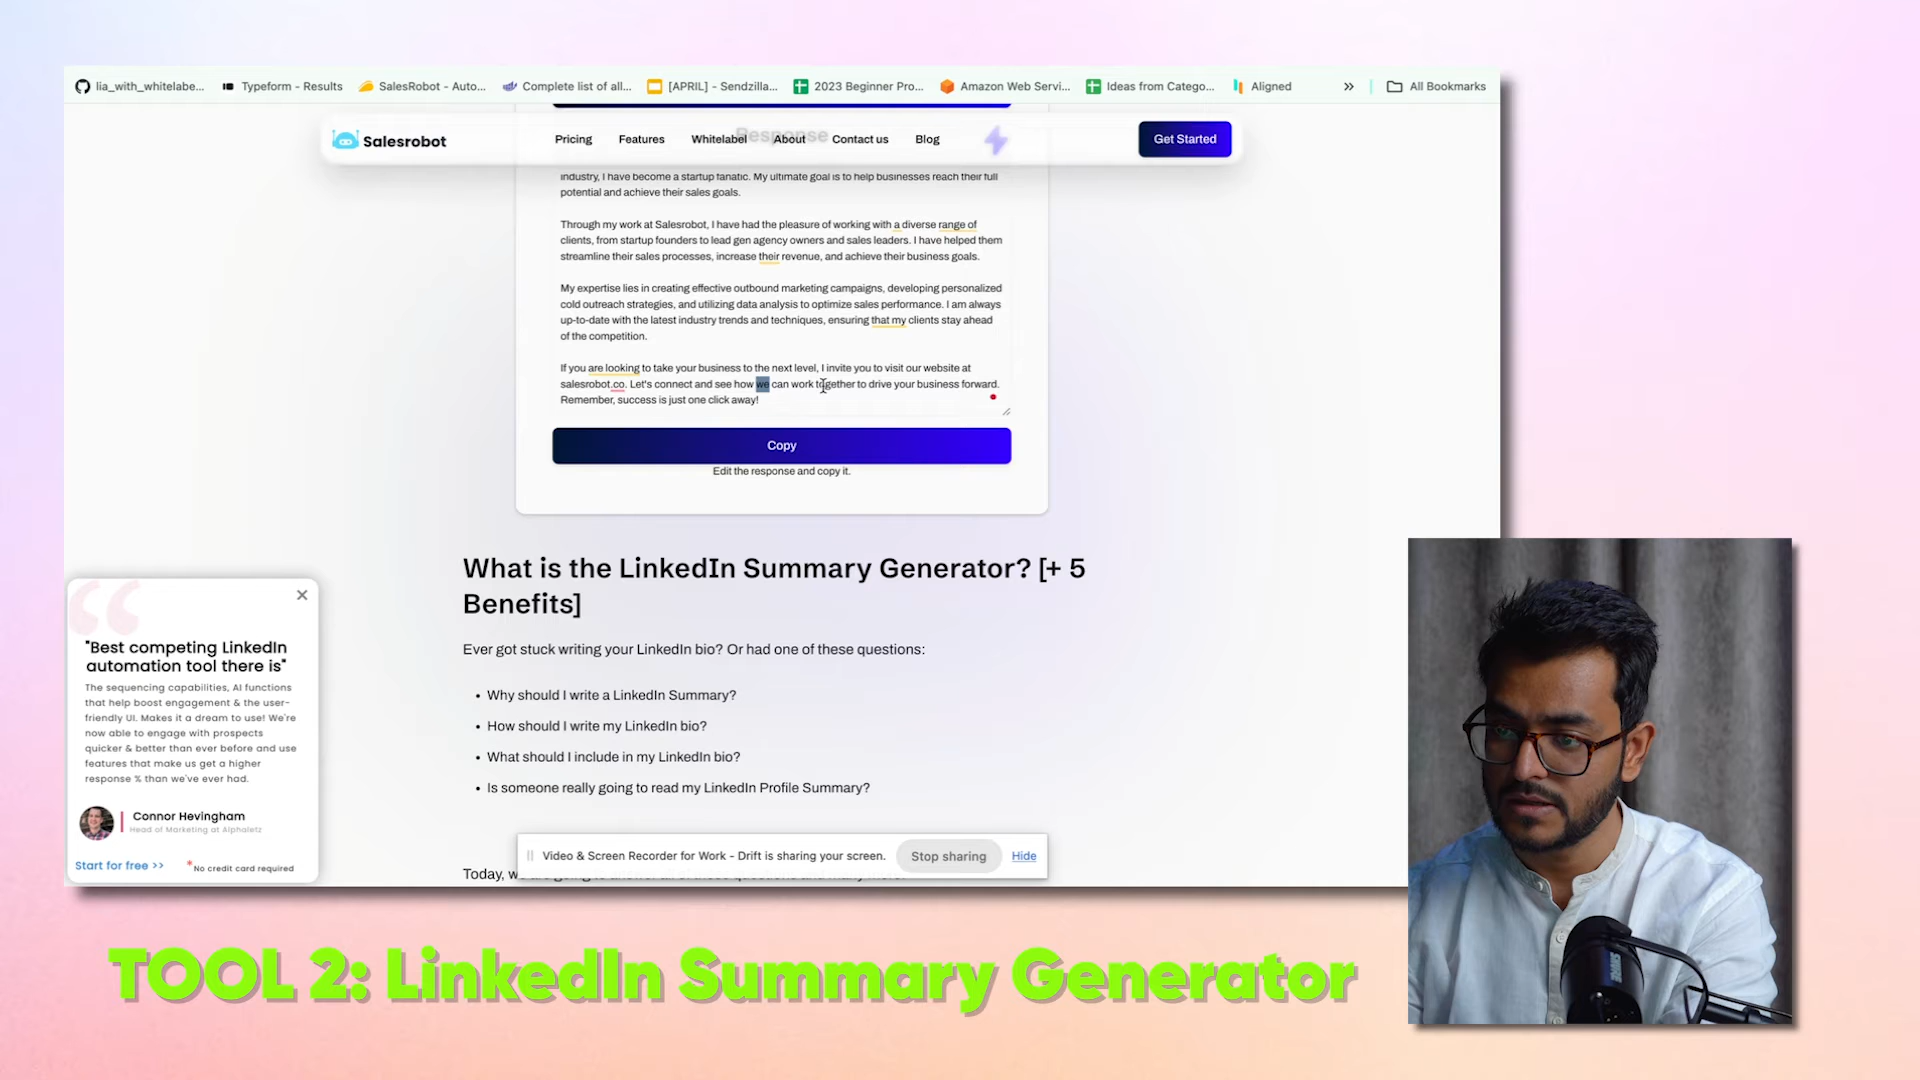 lia_with_whitelabe...
Typeform - Results
SalesRobot - Auto...
Complete list of all...
[APRIL] - Sendzilla...
2023 Beginner Pro...
Amazon Web Servi...
Ideas from Catego...
Aligned
All Bookmarks
Response
Salesrobot
Pricing
Features
Whitelabel
About
Contact us
Blog
Get Started
industry, I have become a startup fanatic. My ultimate goal is to help businesses reach their full
potential and achieve their sales goals.
Through my work at Salesrobot, I have had the pleasure of working with a diverse range of
clients, from startup founders to lead gen agency owners and sales leaders. I have helped them
streamline their sales processes, increase their revenue, and achieve their business goals.
My expertise lies in creating effective outbound marketing campaigns, developing personalized
cold outreach strategies, and utilizing data analysis to optimize sales performance. I am always
up-to-date with the latest industry trends and techniques, ensuring that my clients stay ahead
of the competition.
If you are looking to take your business to the next level, I invite you to visit our website at
salesrobot.co. Let's connect and see how we can work together to drive your business forward.
Remember, success is just one click away!
Copy
Edit the response and copy it.
What is the LinkedIn Summary Generator? [+ 5
Benefits]
Ever got stuck writing your LinkedIn bio? Or had one of these questions:
• Why should I write a LinkedIn Summary?
• How should I write my LinkedIn bio?
• What should I include in my LinkedIn bio?
• Is someone really going to read my LinkedIn Profile Summary?
Today, we are going to answer all of these questions and many more.
"Best competing LinkedIn
automation tool there is"
The sequencing capabilities, AI functions
that help boost engagement & the user-
friendly UI. Makes it a dream to use! We're
now able to engage with prospects
quicker & better than ever before and use
features that make us get a higher
response % than we've ever had.
Connor Hevingham
Head of Marketing at Alphaletz
Start for free >>
*No credit card required
Video & Screen Recorder for Work - Drift is sharing your screen.
Stop sharing
Hide
TOOL 2: LinkedIn Summary Generator
SHURE